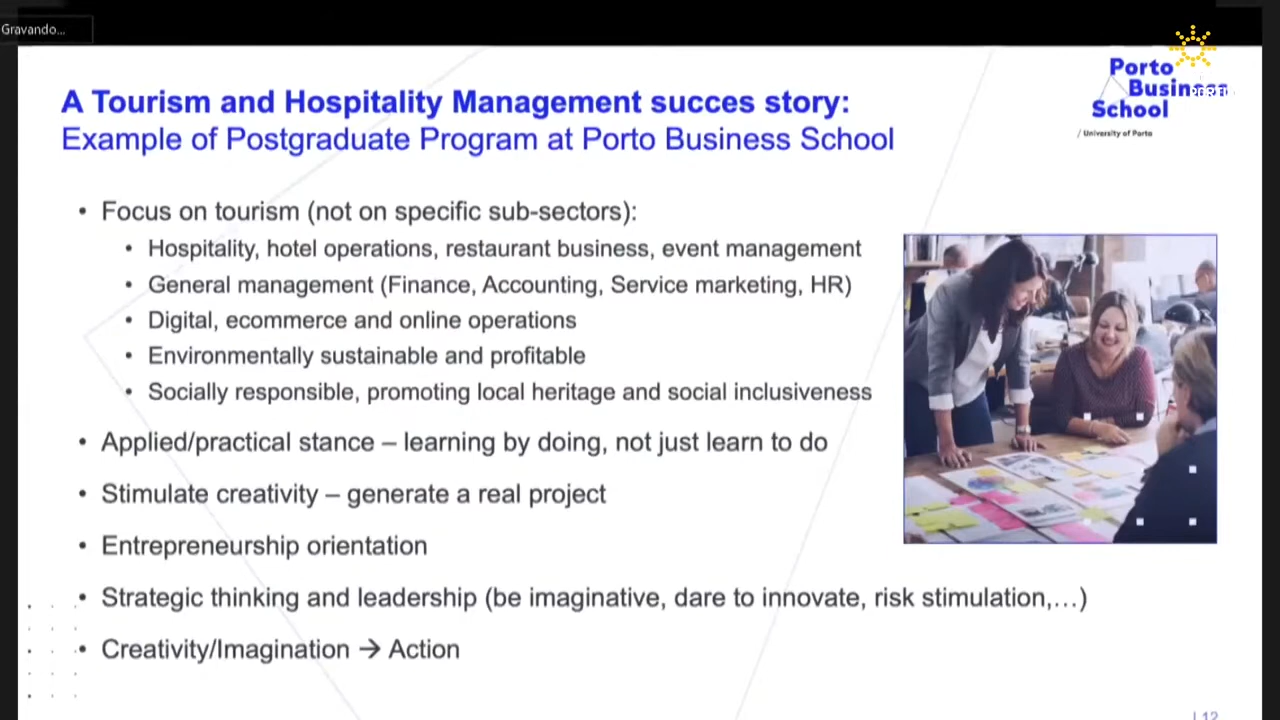 Gravando...
Porto
Business
School
/ University of Porto
A Tourism and Hospitality Management succes story:
Example of Postgraduate Program at Porto Business School
• Focus on tourism (not on specific sub-sectors):
• Hospitality, hotel operations, restaurant business, event management
• General management (Finance, Accounting, Service marketing, HR)
• Digital, ecommerce and online operations
• Environmentally sustainable and profitable
• Socially responsible, promoting local heritage and social inclusiveness
• Applied/practical stance – learning by doing, not just learn to do
• Stimulate creativity – generate a real project
• Entrepreneurship orientation
• Strategic thinking and leadership (be imaginative, dare to innovate, risk stimulation,…)
• Creativity/Imagination → Action
| 12